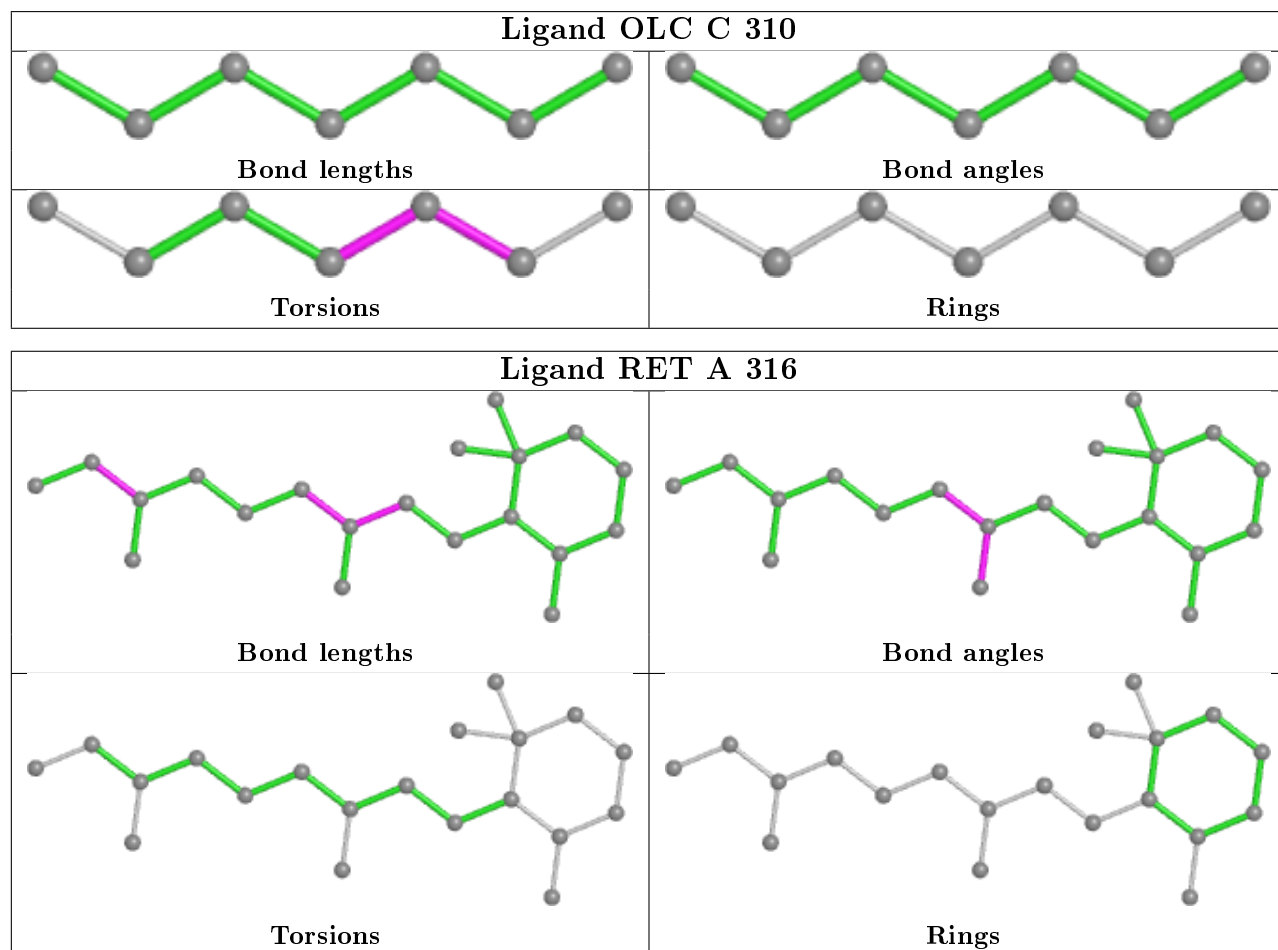 Ligand OLC C 310
Bond lengths
Bond angles
Torsions
Rings
Ligand RET A 316
Bond lengths
Bond angles
Torsions
Rings